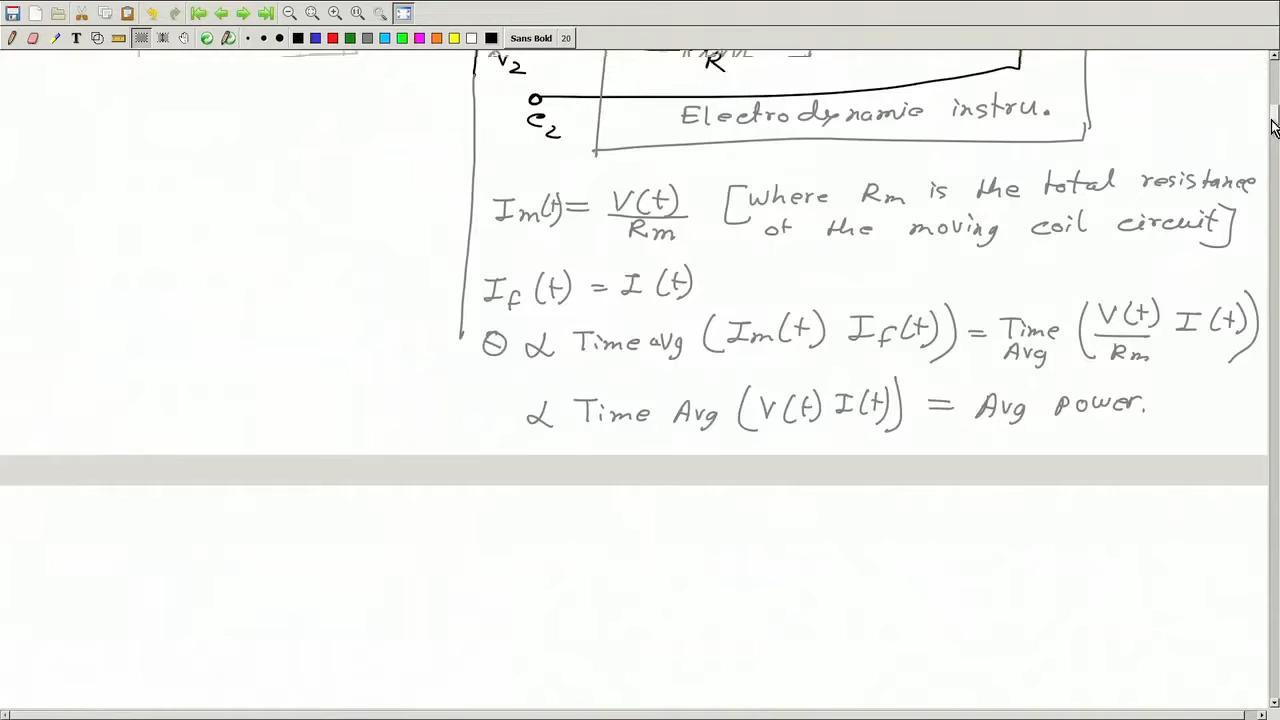 Sans Bold 20
v2
R
c2
Electrodynamic instru.
Im(t) = V(t)/Rm [where Rm is the total resistance
of the moving coil circuit]
If (t) = I (t)
Θ α Time avg (Im(t) If(t)) = Time Avg (V(t)/Rm I(t))
α Time Avg (V(t) I(t)) = Avg power.